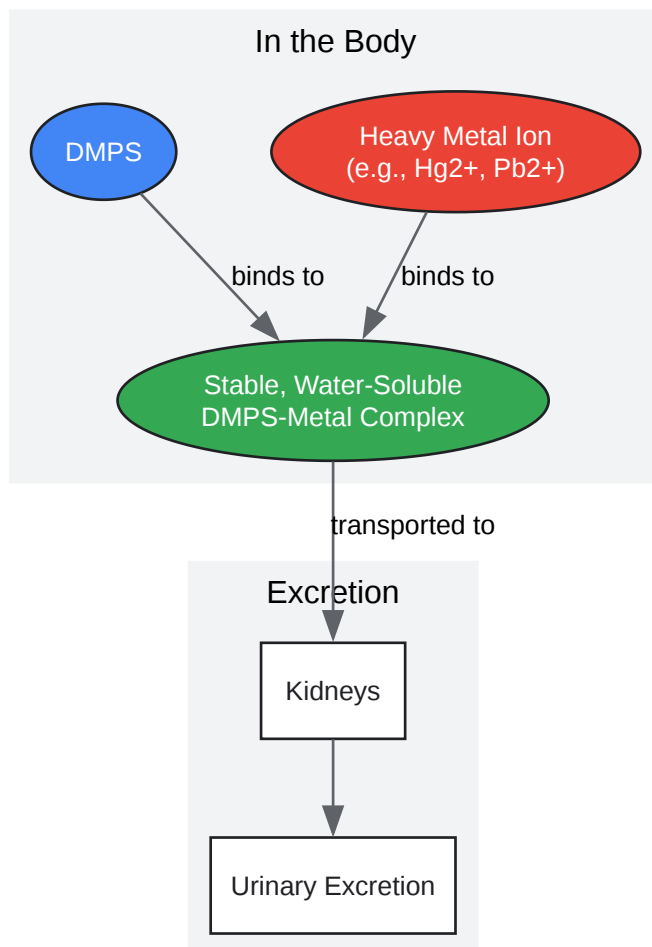 In the Body
DMPS
Heavy Metal Ion
(e.g., Hg2+, Pb2+)
binds to
binds to
Stable, Water-Soluble
DMPS-Metal Complex
transported to
Excretion
Kidneys
Urinary Excretion